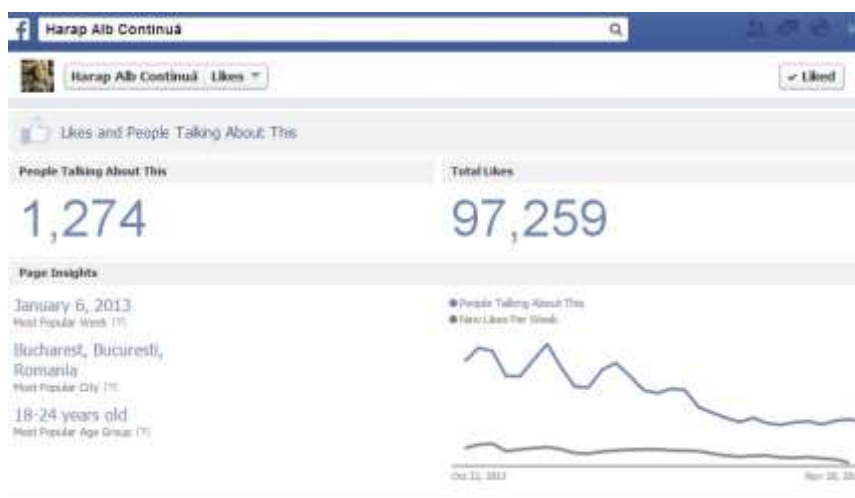 f Harap Alb Continuă
Harap Alb Continuă Likes
✓ Liked
Likes and People Talking About This
People Talking About This
Total Likes
1,274
97,259
Page Insights
January 6, 2013
Most Popular Week [?]
Bucharest, Bucuresti,
Romania
Most Popular City [?]
18-24 years old
Most Popular Age Group [?]
People Talking About This
New Likes Per Week
2013
Nov